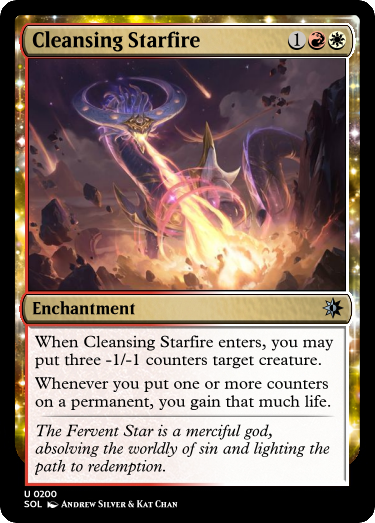 Cleansing Starfire 1
Enchantment
When Cleansing Starfire enters, you may
put three -1/-1 counters target creature.
Whenever you put one or more counters
on a permanent, you gain that much life.
The Fervent Star is a merciful god,
absolving the worldly of sin and lighting the
path to redemption.
U 0200
SOL Andrew Silver & Kat Chan